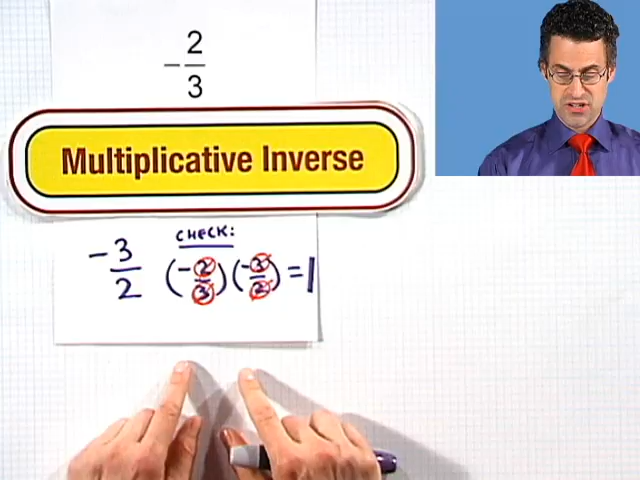 -2/3
Multiplicative Inverse
CHECK:
-3/2 (-2/3)(-3/2)=1